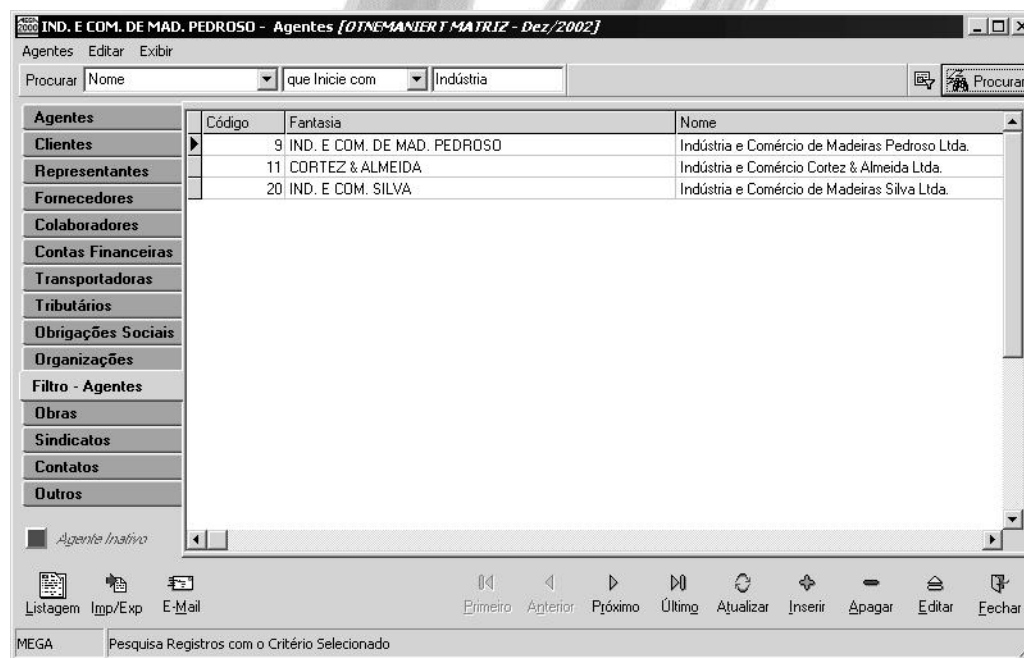 IND. E COM. DE MAD. PEDROSO - Agentes [OTNEMANIERT MATRIZ - Dez/2002]
Agentes Editar Exibir
Procurar Nome que Inicie com Indústria Procurar
Agentes
Clientes
Representantes
Fornecedores
Colaboradores
Contas Financeiras
Transportadoras
Tributários
Obrigações Sociais
Organizações
Filtro - Agentes
Obras
Sindicatos
Contatos
Outros
Agente Inativo
Código Fantasia Nome
9 IND. E COM. DE MAD. PEDROSO Indústria e Comércio de Madeiras Pedroso Ltda.
11 CORTEZ & ALMEIDA Indústria e Comércio Cortez & Almeida Ltda.
20 IND. E COM. SILVA Indústria e Comércio de Madeiras Silva Ltda.
Listagem Imp/Exp E-Mail Primeiro Anterior Próximo Último Atualizar Inserir Apagar Editar Fechar
MEGA Pesquisa Registros com o Critério Selecionado